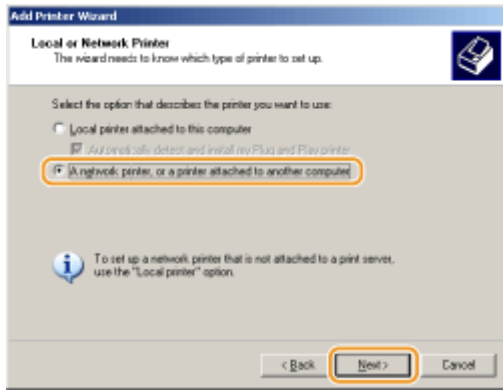 Add Printer Wizard
Local or Network Printer
The wizard needs to know which type of printer to set up.
Select the option that describes the printer you want to use:
Local printer attached to this computer
Automatically detect and install my Plug and Play printer
A network printer, or a printer attached to another computer
To set up a network printer that is not attached to a print server,
use the "Local printer" option.
< Back Next > Cancel